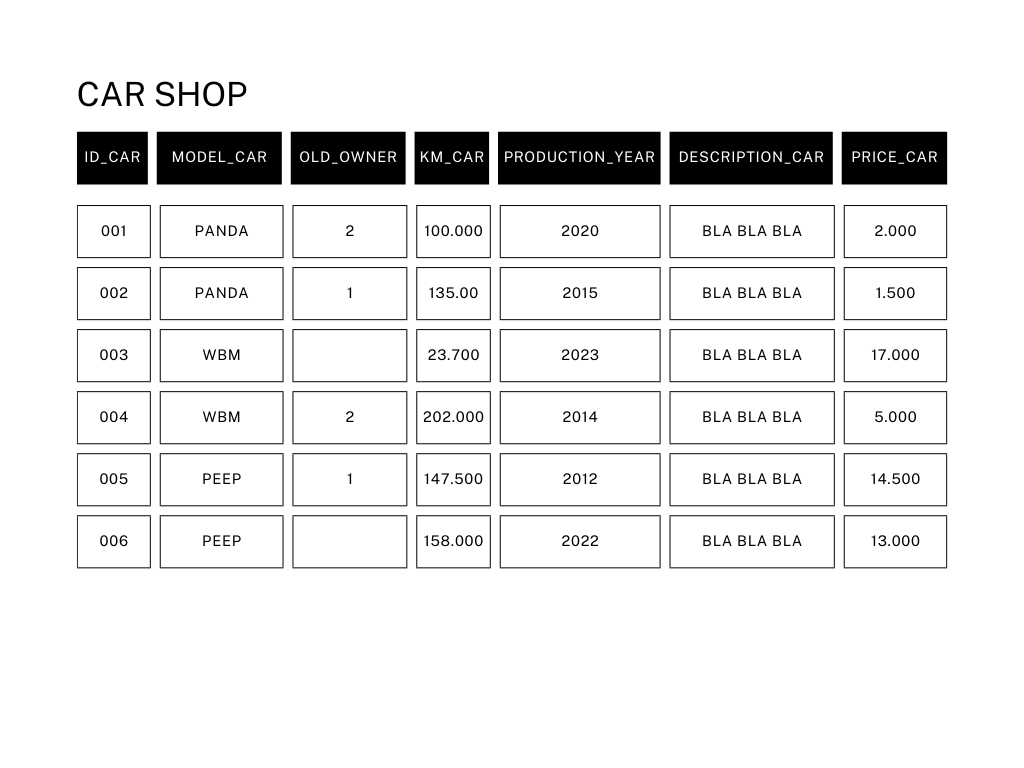 CAR SHOP
ID_CAR MODEL_CAR OLD_OWNER KM_CAR PRODUCTION_YEAR DESCRIPTION_CAR PRICE_CAR
001 PANDA 2 100.000 2020 BLA BLA BLA 2.000
002 PANDA 1 135.00 2015 BLA BLA BLA 1.500
003 WBM 23.700 2023 BLA BLA BLA 17.000
004 WBM 2 202.000 2014 BLA BLA BLA 5.000
005 PEEP 1 147.500 2012 BLA BLA BLA 14.500
006 PEEP 158.000 2022 BLA BLA BLA 13.000